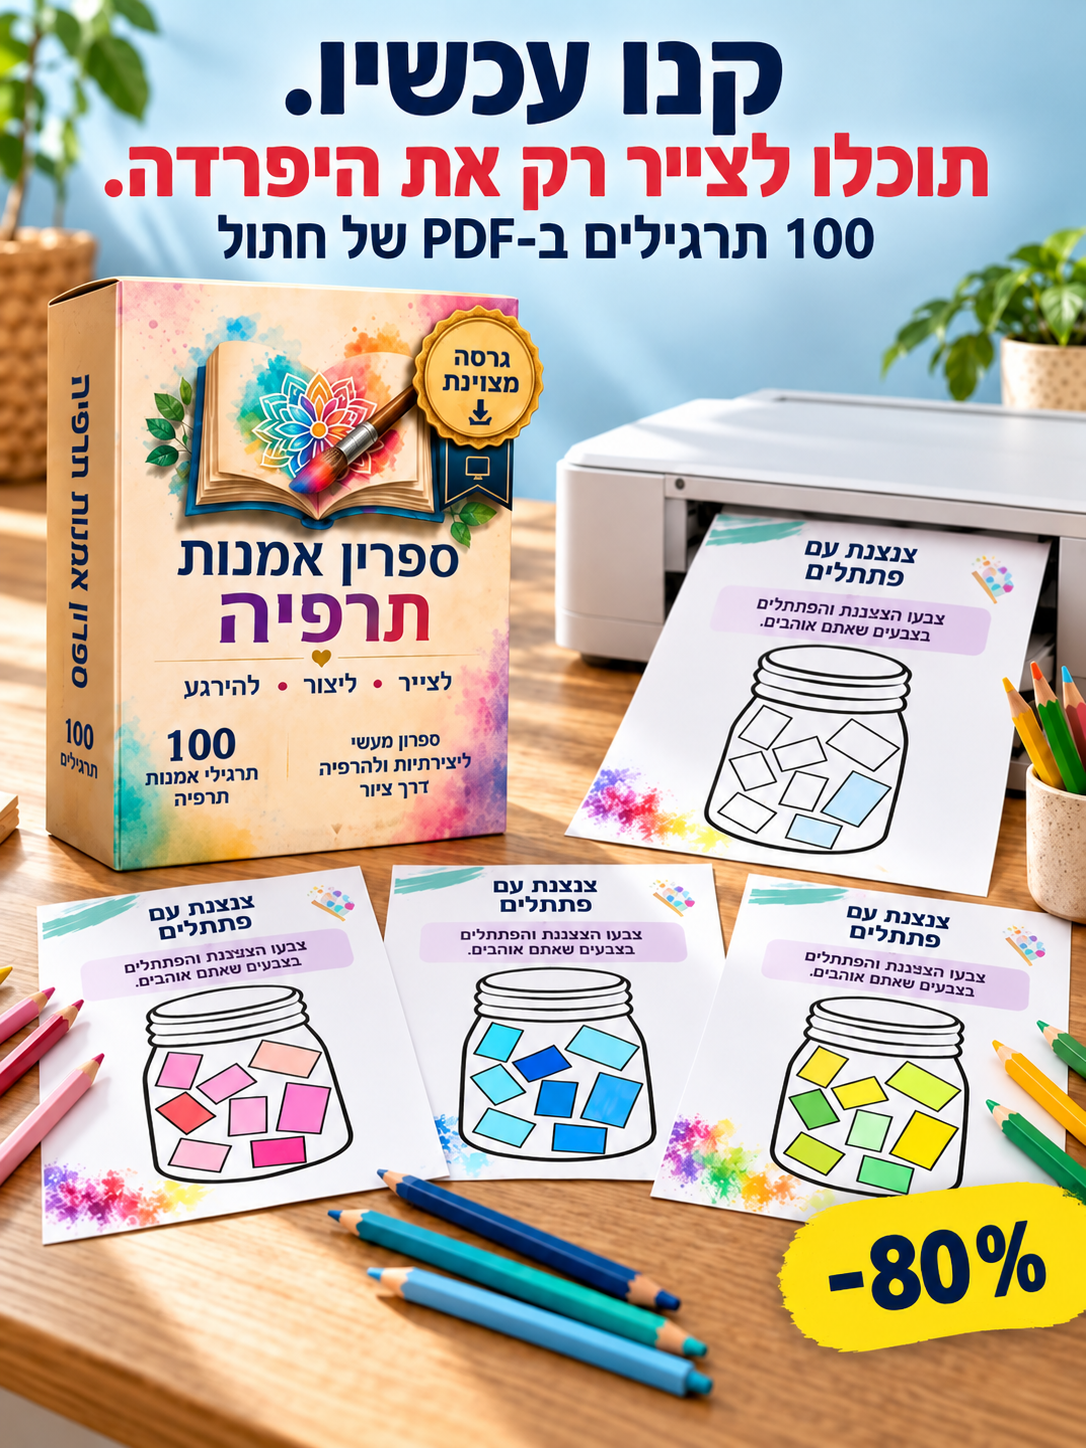 קנו עכשיו.
תוכלו לצייר רק את היפרדה.
100 תרגילים ב-PDF של חתול
גרסה
מצוינת
ספרון אמנות
תרפיה
לצייר • ליצור • להירגע
100
תרגילי אמנות
תרפיה
ספרון מעשי
ליצירתיות ולהרפיה
דרך ציור
ספרון אמנות תרפיה
100
תרגילים
צנצנת עם
פתתלים
צבעו הצצננת והפתתלים
בצבעים שאתם אוהבים.
צנצנת עם
פתתלים
צבעו הצצננת והפתתלים
בצבעים שאתם אוהבים.
צנצנת עם
פתתלים
צבעו הצצננת והפתתלים
בצבעים שאתם אוהבים.
צנצנת עם
פתתלים
צבעו הצצננת והפתתלים
בצבעים שאתם אוהבים.
-80%